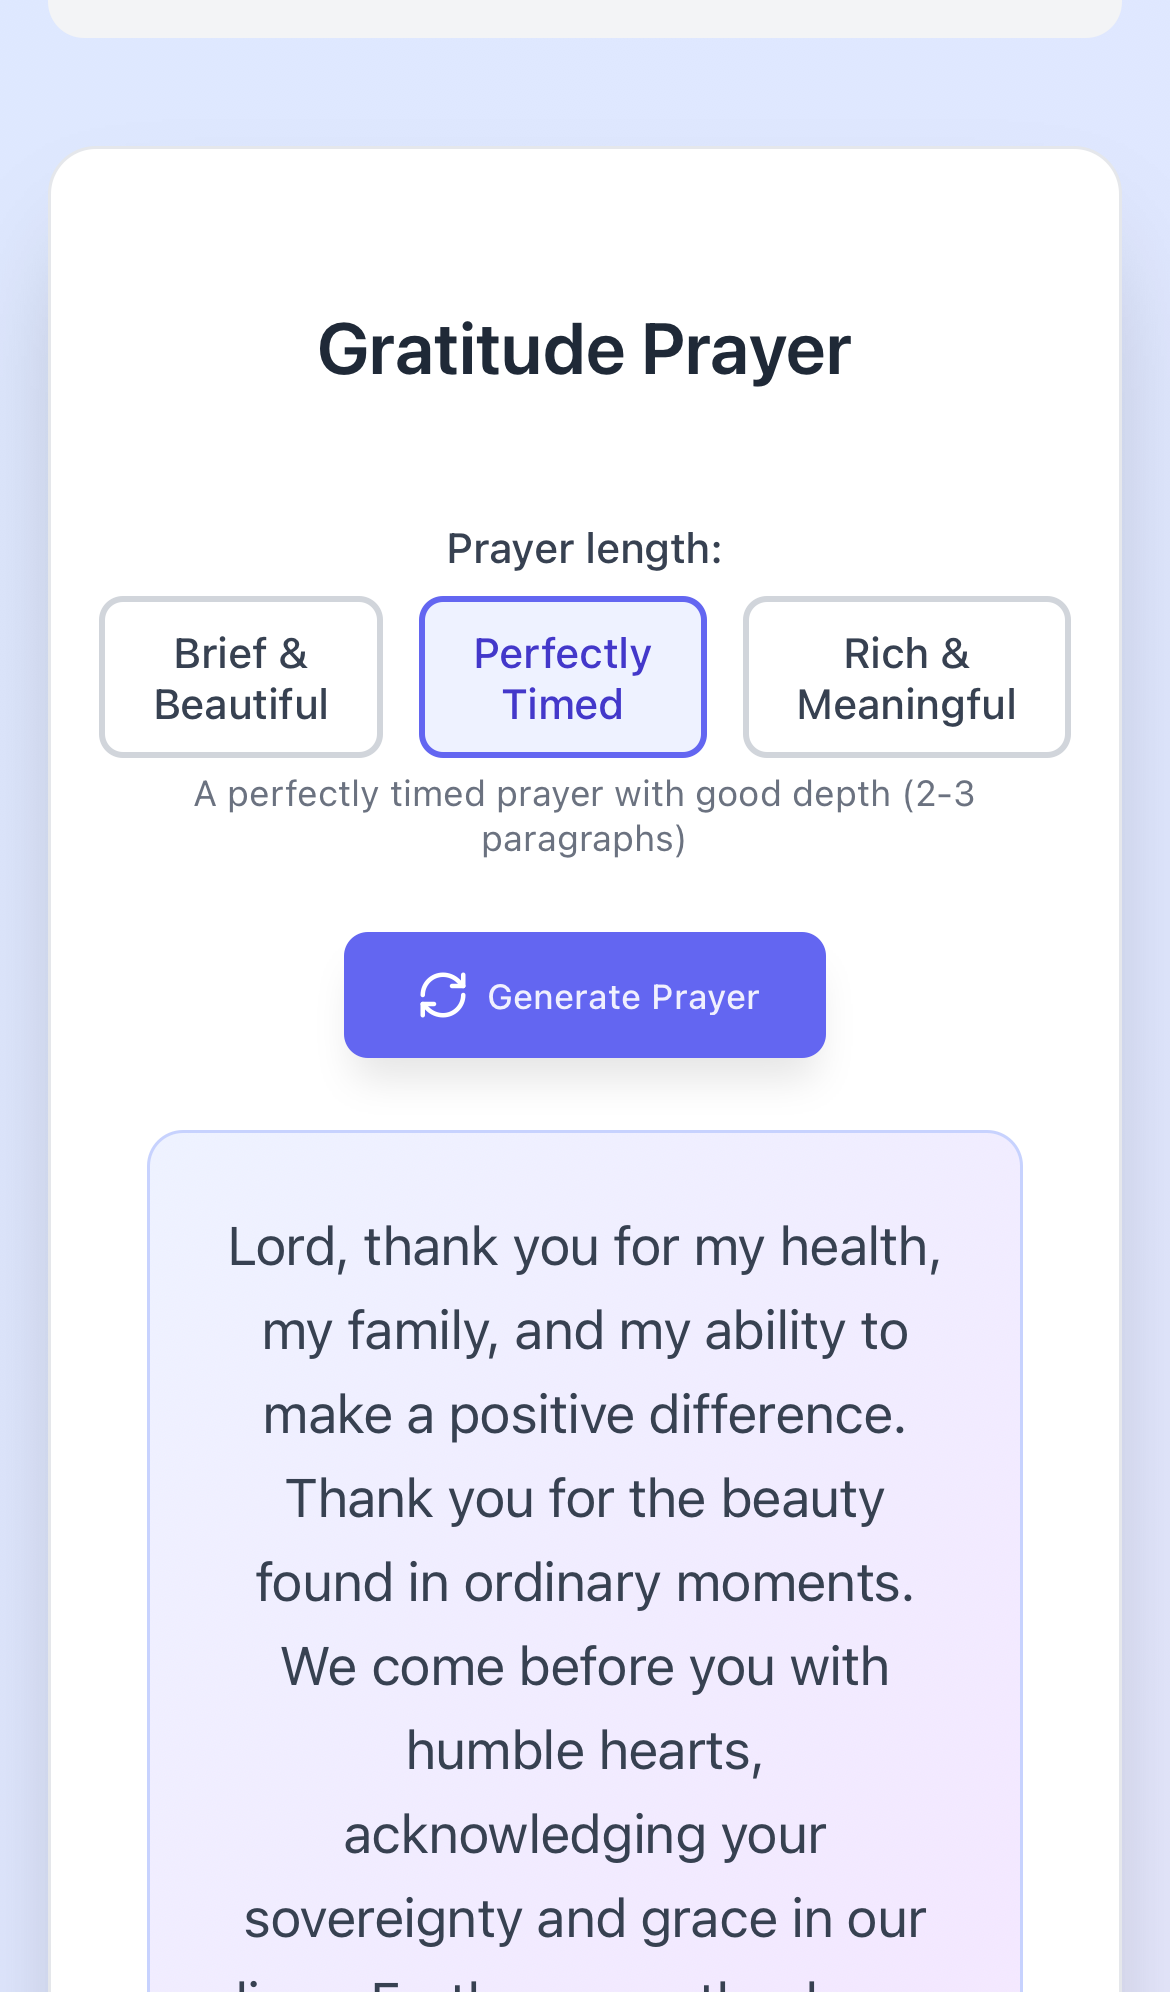 Gratitude Prayer
Prayer length:
Brief &
Beautiful
Perfectly
Timed
Rich &
Meaningful
A perfectly timed prayer with good depth (2-3
paragraphs)
Generate Prayer
Lord, thank you for my health,
my family, and my ability to
make a positive difference.
Thank you for the beauty
found in ordinary moments.
We come before you with
humble hearts,
acknowledging your
sovereignty and grace in our